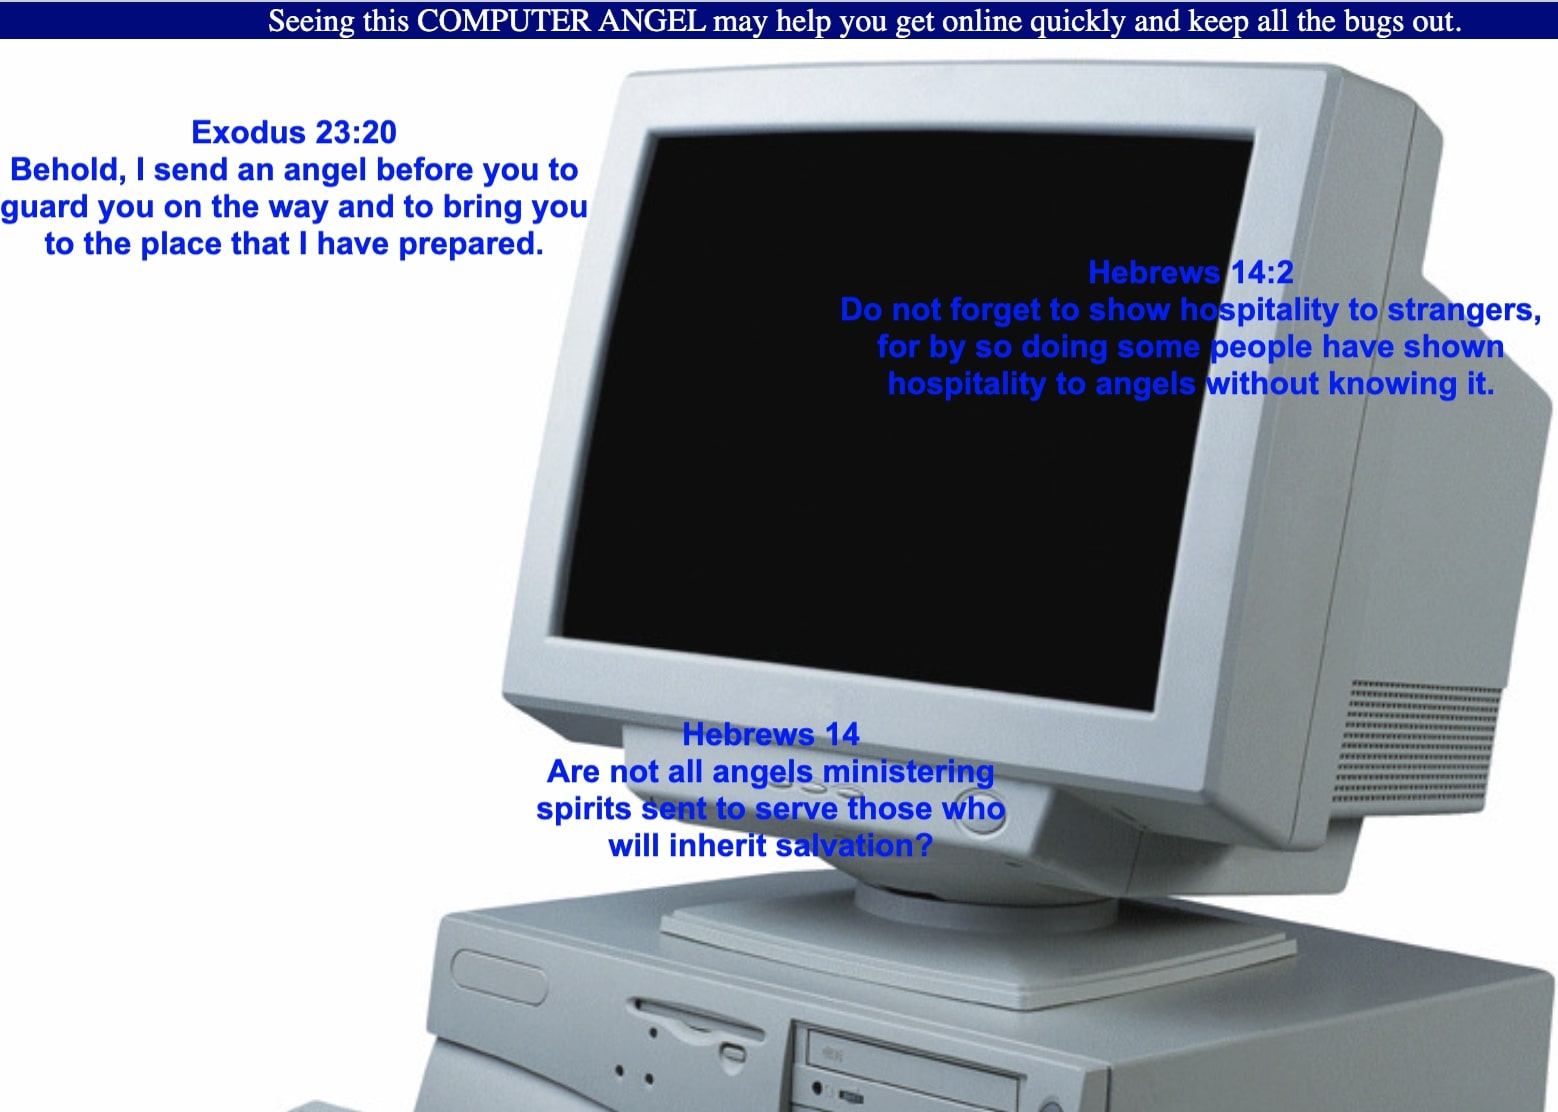 Seeing this COMPUTER ANGEL may help you get online quickly and keep all the bugs out.
Exodus 23:20
Behold, I send an angel before you to
guard you on the way and to bring you
to the place that I have prepared.
Hebrews 14:2
Do not forget to show hospitality to strangers,
for by so doing some people have shown
hospitality to angels without knowing it.
Hebrews 14
Are not all angels ministering
spirits sent to serve those who
will inherit salvation?